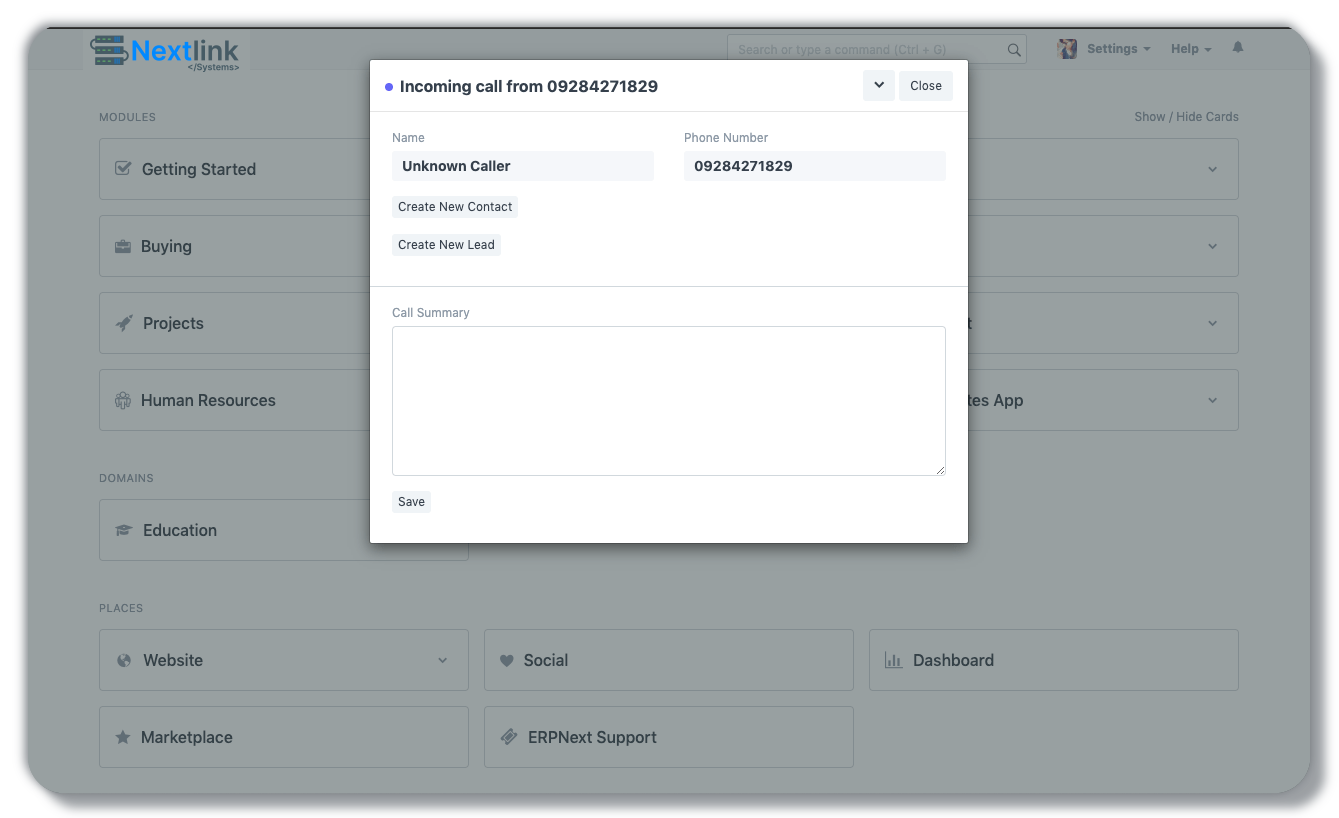 Nextlink
</Systems>
Search or type a command (Ctrl + G)
Settings
Help
Incoming call from 09284271829
Close
MODULES
Show / Hide Cards
Name
Phone Number
Unknown Caller
09284271829
Getting Started
Create New Contact
Buying
Create New Lead
Call Summary
Projects
t
Human Resources
tes App
DOMAINS
Save
Education
PLACES
Website
Social
Dashboard
Marketplace
ERPNext Support